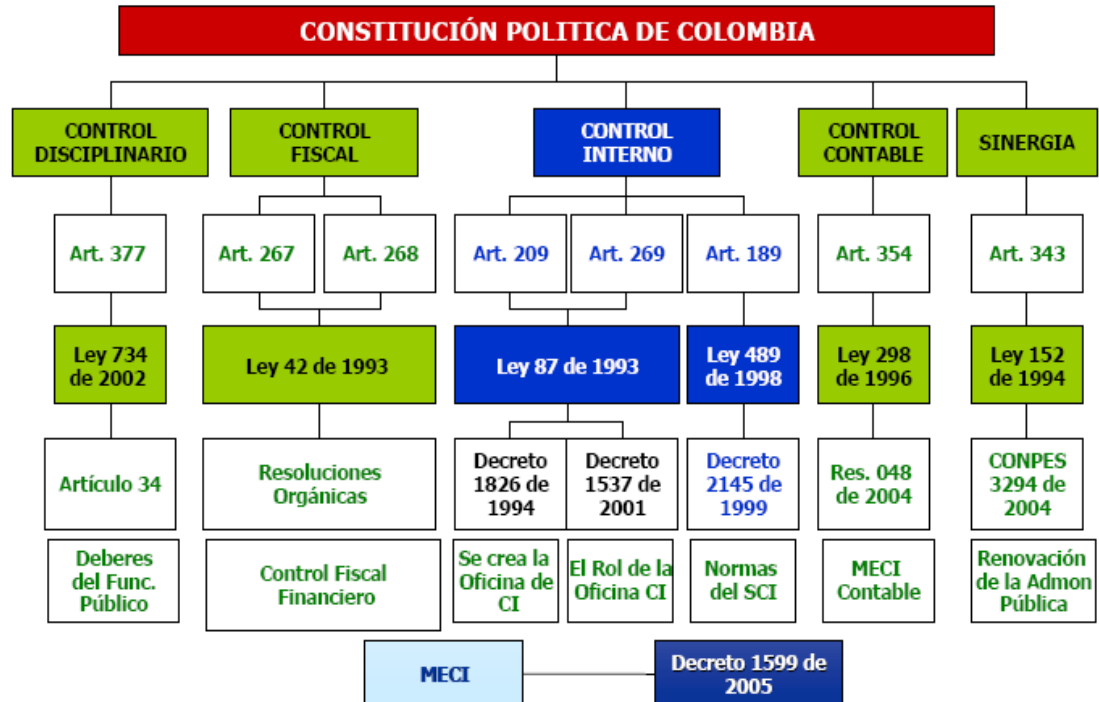 CONSTITUCIÓN POLITICA DE COLOMBIA
CONTROL
DISCIPLINARIO
CONTROL
FISCAL
CONTROL
INTERNO
CONTROL
CONTABLE
SINERGIA
Art. 377
Art. 267
Art. 268
Art. 209
Art. 269
Art. 189
Art. 354
Art. 343
Ley 734
de 2002
Ley 42 de 1993
Ley 87 de 1993
Ley 489
de 1998
Ley 298
de 1996
Ley 152
de 1994
Artículo 34
Resoluciones
Orgánicas
Decreto
1826 de
1994
Decreto
1537 de
2001
Decreto
2145 de
1999
Res. 048
de 2004
CONPES
3294 de
2004
Deberes
del Func.
Público
Control Fiscal
Financiero
Se crea la
Oficina de
CI
El Rol de la
Oficina CI
Normas
del SCI
MECI
Contable
Renovación
de la Admon
Pública
MECI
Decreto 1599 de
2005